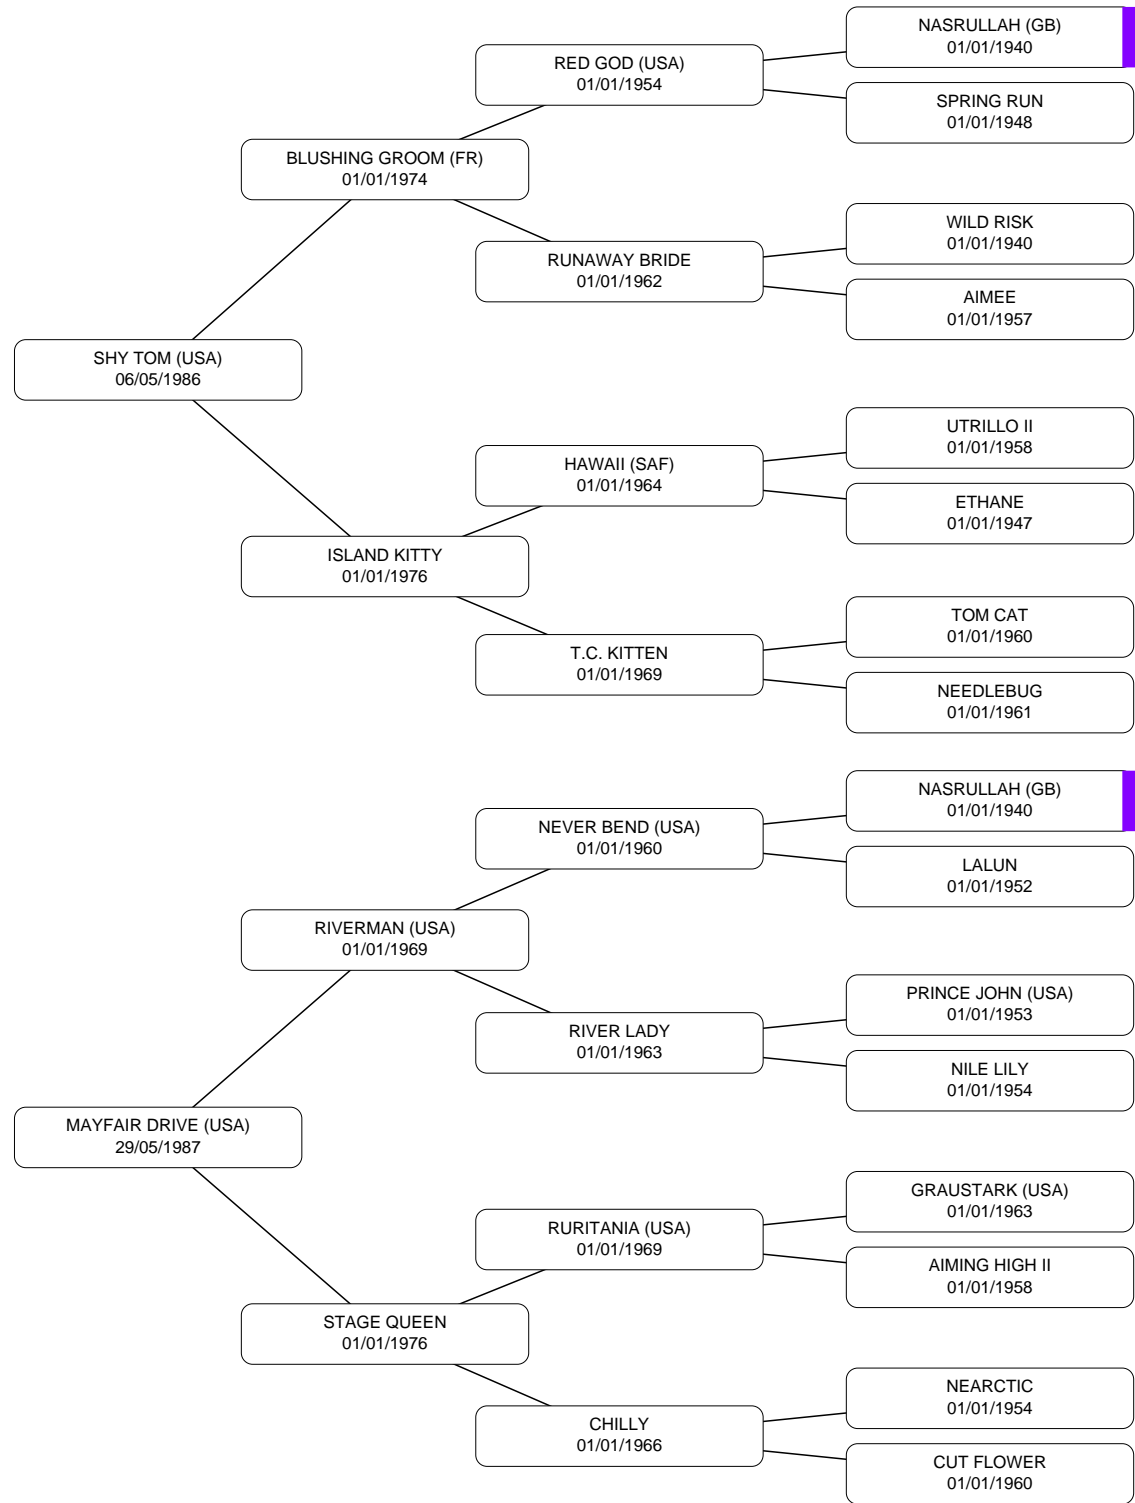 NASRULLAH (GB)
01/01/1940
RED GOD (USA)
01/01/1954
SPRING RUN
01/01/1948
BLUSHING GROOM (FR)
01/01/1974
WILD RISK
01/01/1940
RUNAWAY BRIDE
01/01/1962
AIMEE
01/01/1957
SHY TOM (USA)
06/05/1986
UTRILLO II
01/01/1958
HAWAII (SAF)
01/01/1964
ETHANE
01/01/1947
ISLAND KITTY
01/01/1976
TOM CAT
01/01/1960
T.C. KITTEN
01/01/1969
NEEDLEBUG
01/01/1961
NASRULLAH (GB)
01/01/1940
NEVER BEND (USA)
01/01/1960
LALUN
01/01/1952
RIVERMAN (USA)
01/01/1969
PRINCE JOHN (USA)
01/01/1953
RIVER LADY
01/01/1963
NILE LILY
01/01/1954
MAYFAIR DRIVE (USA)
29/05/1987
GRAUSTARK (USA)
01/01/1963
RURITANIA (USA)
01/01/1969
AIMING HIGH II
01/01/1958
STAGE QUEEN
01/01/1976
NEARCTIC
01/01/1954
CHILLY
01/01/1966
CUT FLOWER
01/01/1960